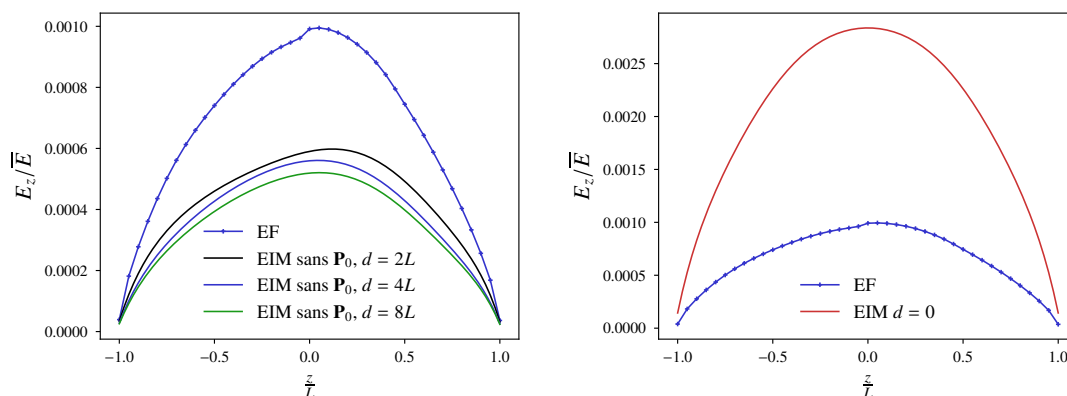 0.0010
0.0008
0.0006
0.0004
0.0002
0.0000
E_z/\overline{E}
−1.0 −0.5 0.0 0.5 1.0
z
L
EF
EIM sans P₀, d = 2L
EIM sans P₀, d = 4L
EIM sans P₀, d = 8L
0.0025
0.0020
0.0015
0.0010
0.0005
0.0000
E_z/\overline{E}
−1.0 −0.5 0.0 0.5 1.0
z
L
EF
EIM d = 0